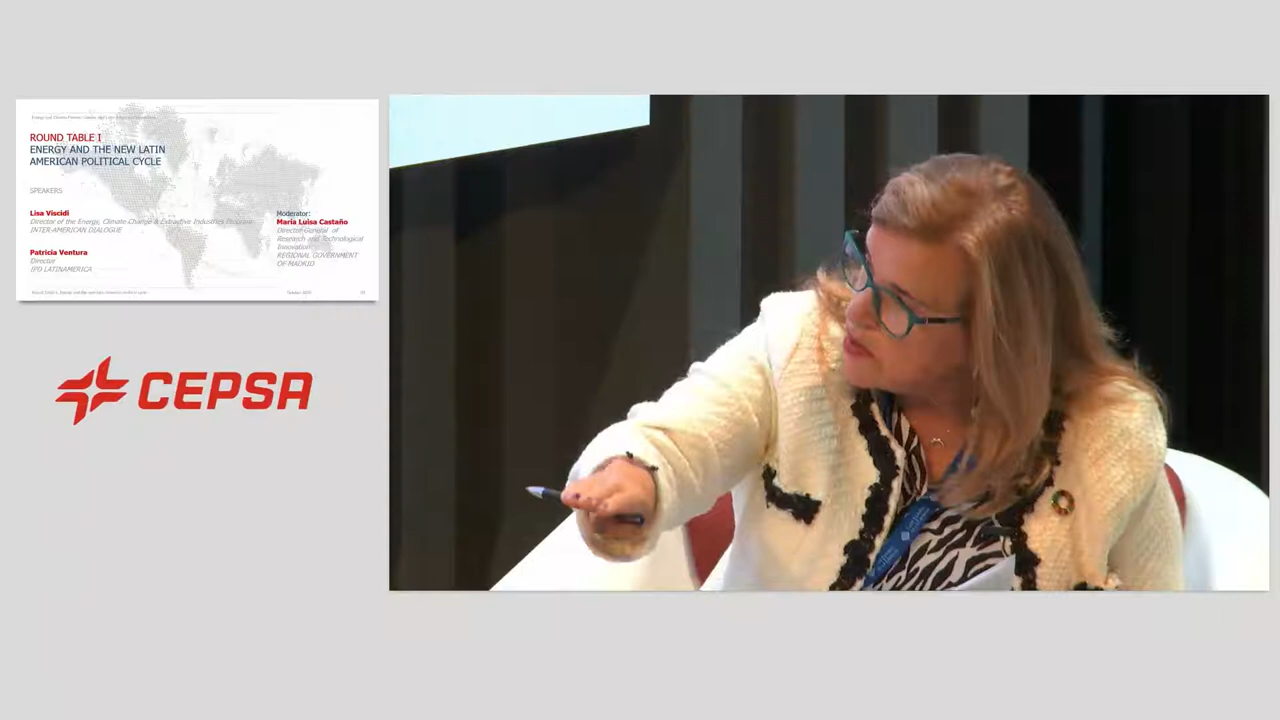 ROUND TABLE I
ENERGY AND THE NEW LATIN
AMERICAN POLITICAL CYCLE
SPEAKERS
Lisa Viscidi
Director of the Energy, Climate Change & Extractive Industries Program
INTER-AMERICAN DIALOGUE
Patricia Ventura
Director
IPD LATINAMERICA
Moderator:
María Luisa Castaño
Director General of
Research and Technological
Innovation
REGIONAL GOVERNMENT
OF MADRID
CEPSA